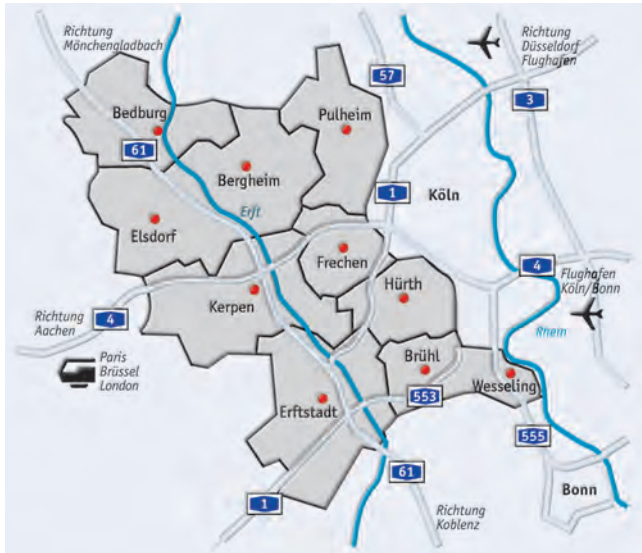 Richtung
Mönchengladbach
Richtung
Düsseldorf
Flughafen
57
3
Bedburg
Pulheim
61
Bergheim
1
Köln
Erft
Elsdorf
Frechen
4
Flughafen
Köln/Bonn
Hürth
Kerpen
Richtung
Aachen
4
Rhein
Paris
Brüssel
London
Brühl
Wesseling
553
Erftstadt
555
61
Bonn
1
Richtung
Koblenz